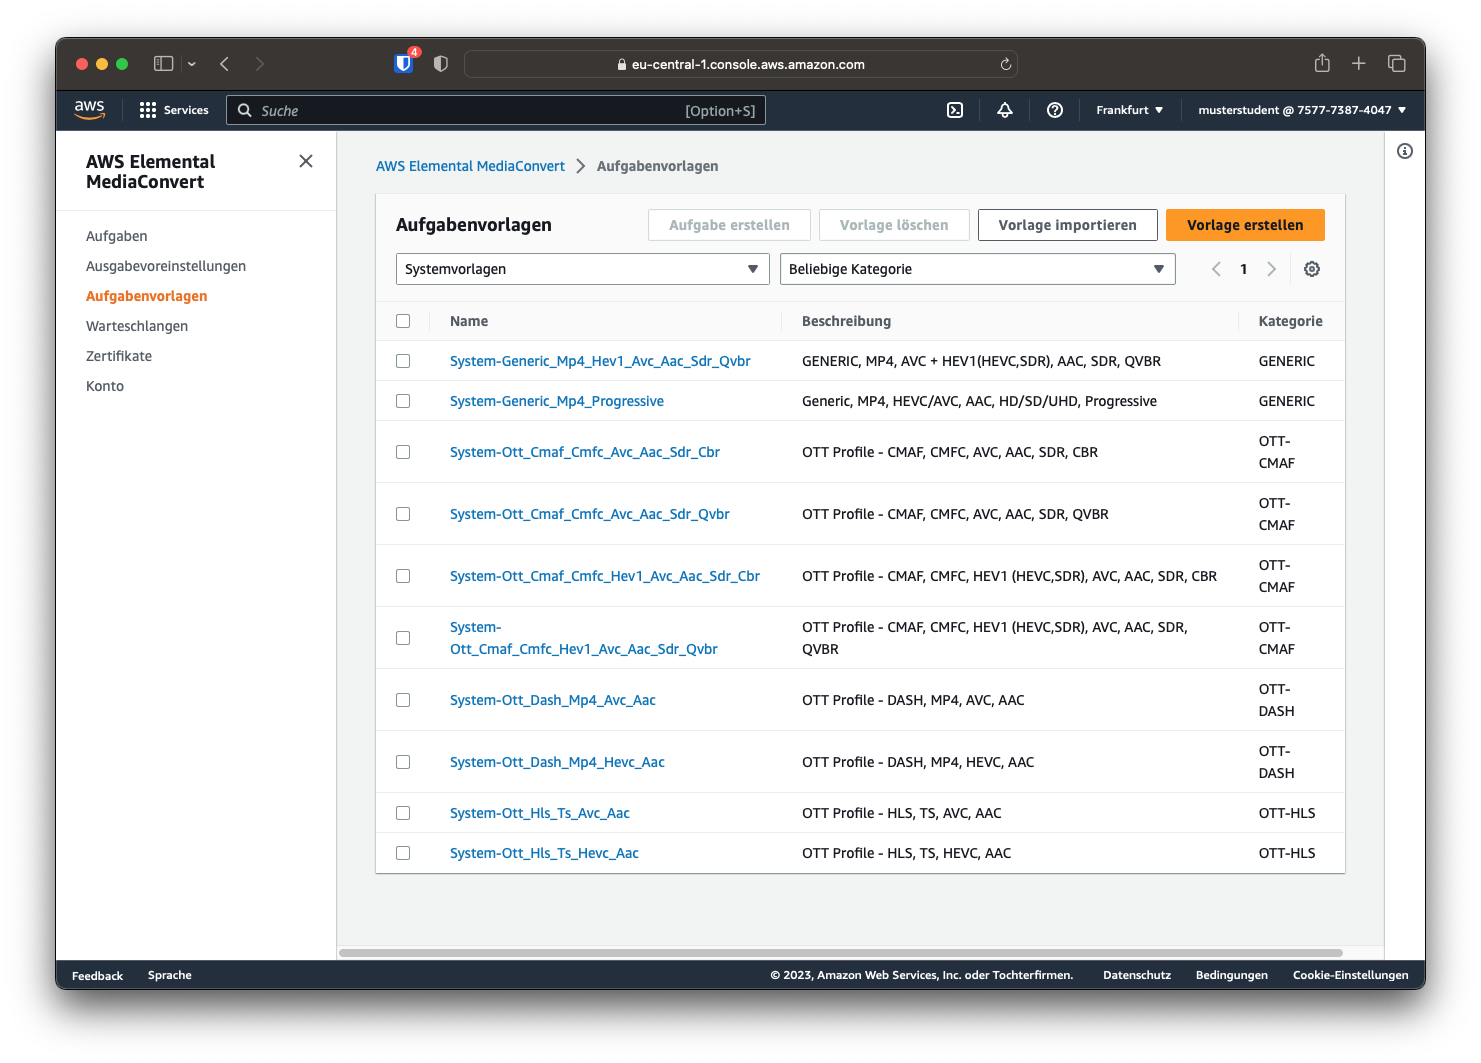 4
eu-central-1.console.aws.amazon.com
aws
Services
Suche
[Option+S]
Frankfurt
musterstudent @ 7577-7387-4047
AWS Elemental
MediaConvert
Aufgaben
Ausgabevoreinstellungen
Aufgabenvorlagen
Warteschlangen
Zertifikate
Konto
AWS Elemental MediaConvert
Aufgabenvorlagen
Aufgabenvorlagen
Aufgabe erstellen
Vorlage löschen
Vorlage importieren
Vorlage erstellen
Systemvorlagen
Beliebige Kategorie
1
Name
Beschreibung
Kategorie
System-Generic_Mp4_Hev1_Avc_Aac_Sdr_Qvbr
GENERIC, MP4, AVC + HEV1(HEVC,SDR), AAC, SDR, QVBR
GENERIC
System-Generic_Mp4_Progressive
Generic, MP4, HEVC/AVC, AAC, HD/SD/UHD, Progressive
GENERIC
System-Ott_Cmaf_Cmfc_Avc_Aac_Sdr_Cbr
OTT Profile - CMAF, CMFC, AVC, AAC, SDR, CBR
OTT-
CMAF
System-Ott_Cmaf_Cmfc_Avc_Aac_Sdr_Qvbr
OTT Profile - CMAF, CMFC, AVC, AAC, SDR, QVBR
OTT-
CMAF
System-Ott_Cmaf_Cmfc_Hev1_Avc_Aac_Sdr_Cbr
OTT Profile - CMAF, CMFC, HEV1 (HEVC,SDR), AVC, AAC, SDR, CBR
OTT-
CMAF
System-
Ott_Cmaf_Cmfc_Hev1_Avc_Aac_Sdr_Qvbr
OTT Profile - CMAF, CMFC, HEV1 (HEVC,SDR), AVC, AAC, SDR,
QVBR
OTT-
CMAF
System-Ott_Dash_Mp4_Avc_Aac
OTT Profile - DASH, MP4, AVC, AAC
OTT-
DASH
System-Ott_Dash_Mp4_Hevc_Aac
OTT Profile - DASH, MP4, HEVC, AAC
OTT-
DASH
System-Ott_Hls_Ts_Avc_Aac
OTT Profile - HLS, TS, AVC, AAC
OTT-HLS
System-Ott_Hls_Ts_Hevc_Aac
OTT Profile - HLS, TS, HEVC, AAC
OTT-HLS
Feedback
Sprache
© 2023, Amazon Web Services, Inc. oder Tochterfirmen.
Datenschutz
Bedingungen
Cookie-Einstellungen